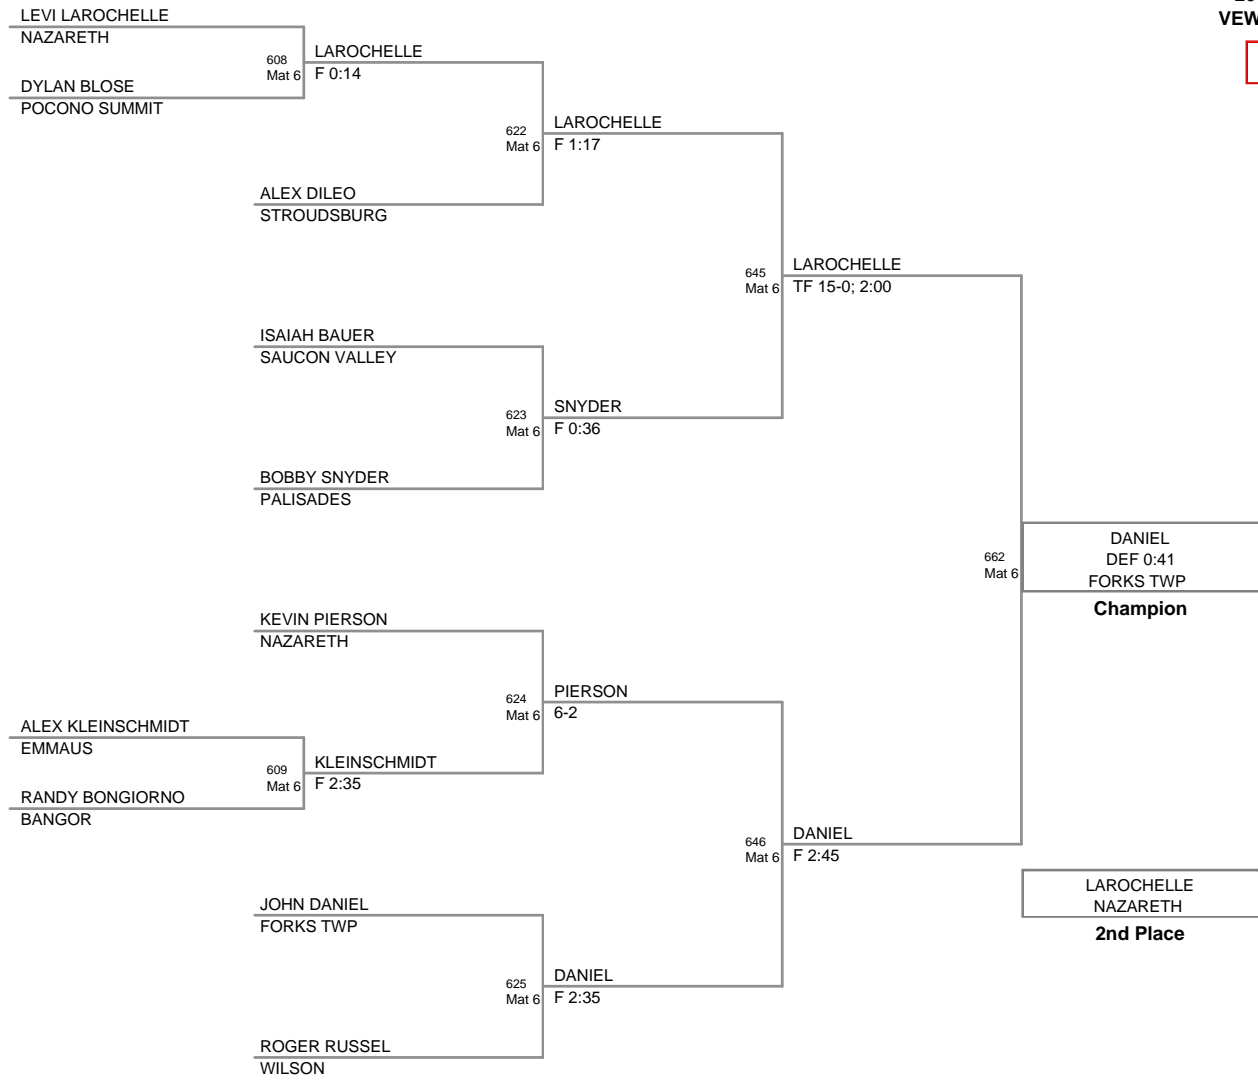 VEW
LEVI LAROCHELLE
NAZARETH
608
Mat 6
LAROCHELLE
F 0:14
DYLAN BLOSE
POCONO SUMMIT
622
Mat 6
LAROCHELLE
F 1:17
ALEX DILEO
STROUDSBURG
645
Mat 6
LAROCHELLE
TF 15-0; 2:00
ISAIAH BAUER
SAUCON VALLEY
623
Mat 6
SNYDER
F 0:36
BOBBY SNYDER
PALISADES
662
Mat 6
DANIEL
DEF 0:41
FORKS TWP
Champion
KEVIN PIERSON
NAZARETH
624
Mat 6
PIERSON
6-2
ALEX KLEINSCHMIDT
EMMAUS
609
Mat 6
KLEINSCHMIDT
F 2:35
RANDY BONGIORNO
BANGOR
646
Mat 6
DANIEL
F 2:45
LAROCHELLE
NAZARETH
2nd Place
JOHN DANIEL
FORKS TWP
625
Mat 6
DANIEL
F 2:35
ROGER RUSSEL
WILSON